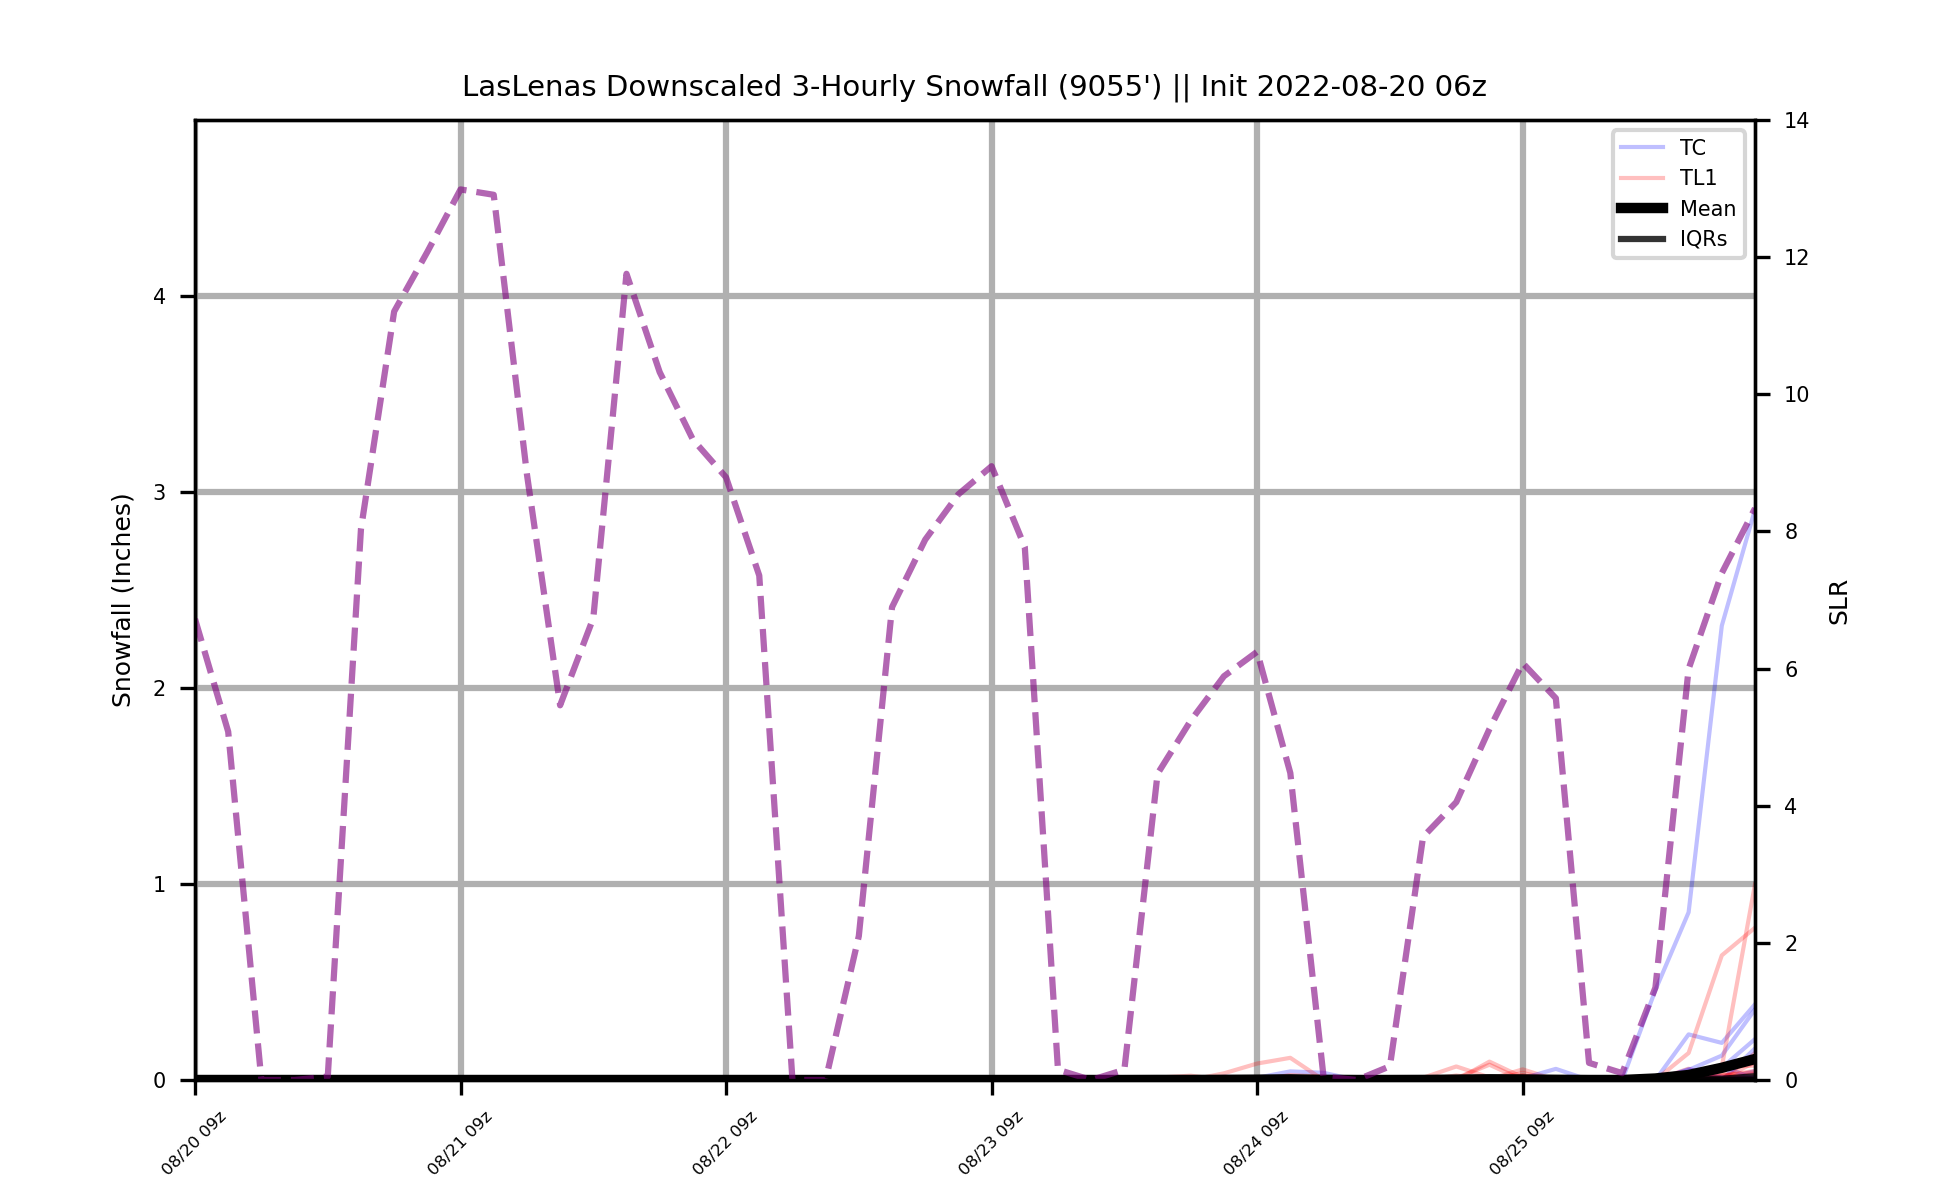 LasLenas Downscaled 3-Hourly Snowfall (9055') || Init 2022-08-20 06z
TC
TL1
Mean
IQRs
Snowfall (Inches)
4
3
2
1
0
14
12
10
8
6
4
2
0
SLR
08/20 09z
08/21 09z
08/22 09z
08/23 09z
08/24 09z
08/25 09z